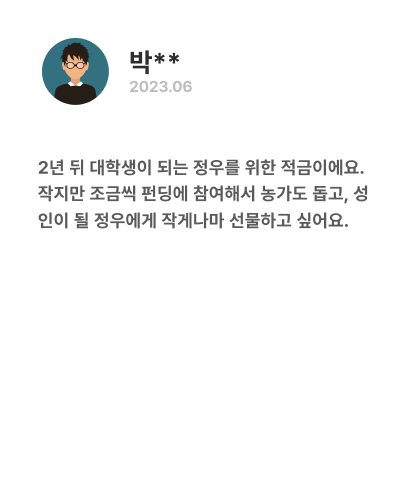 박**
2023.06
2년 뒤 대학생이 되는 정우를 위한 적금이에요.
작지만 조금씩 펀딩에 참여해서 농가도 돕고, 성
인이 될 정우에게 작게나마 선물하고 싶어요.